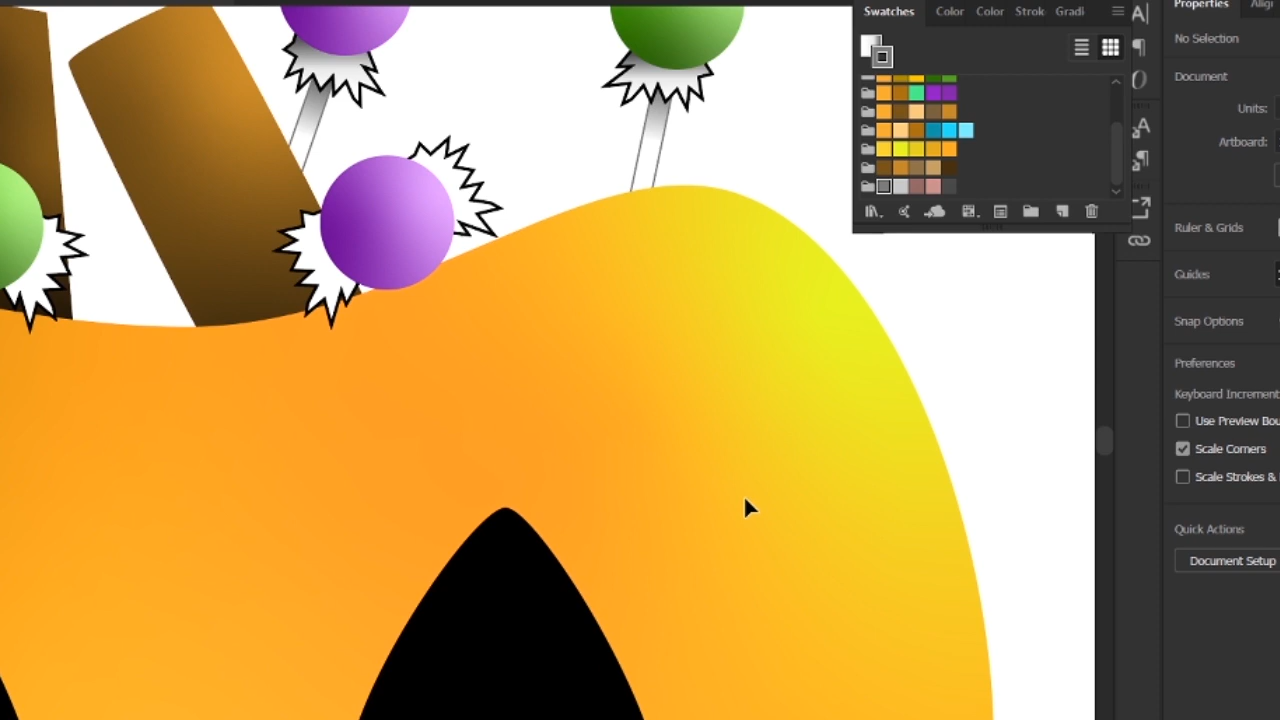 Swatches Color Color Strok Gradi
Properties Alig
No Selection
Document
Units:
Artboard:
Ruler & Grids
Guides
Snap Options
Preferences
Keyboard Increment
Use Preview Bou
Scale Corners
Scale Strokes &
Quick Actions
Document Setup